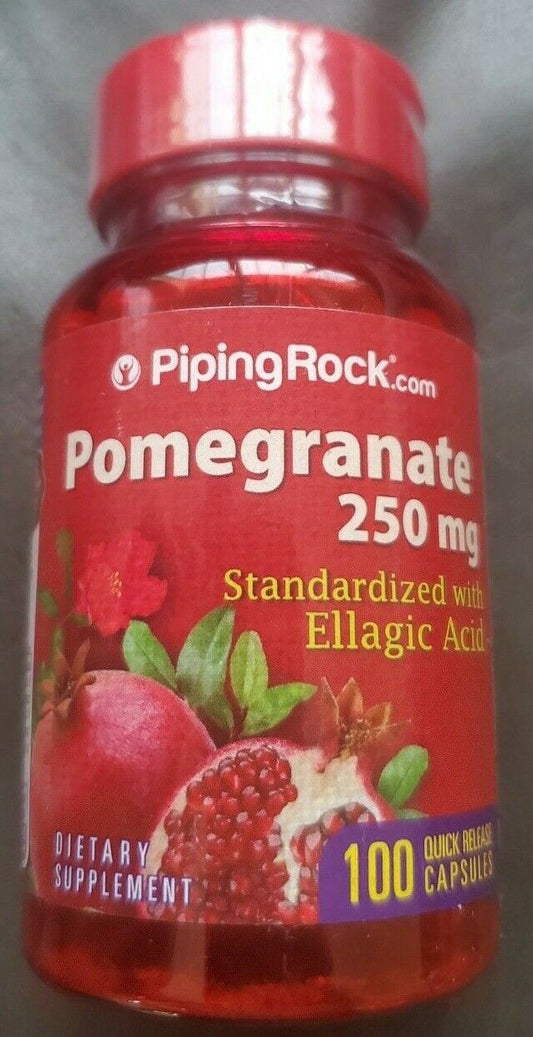 PipingRock®.com
Pomegranate
250 mg
Standardized with
Ellagic Acid
DIETARY
SUPPLEMENT
100 QUICK RELEASE
CAPSULES